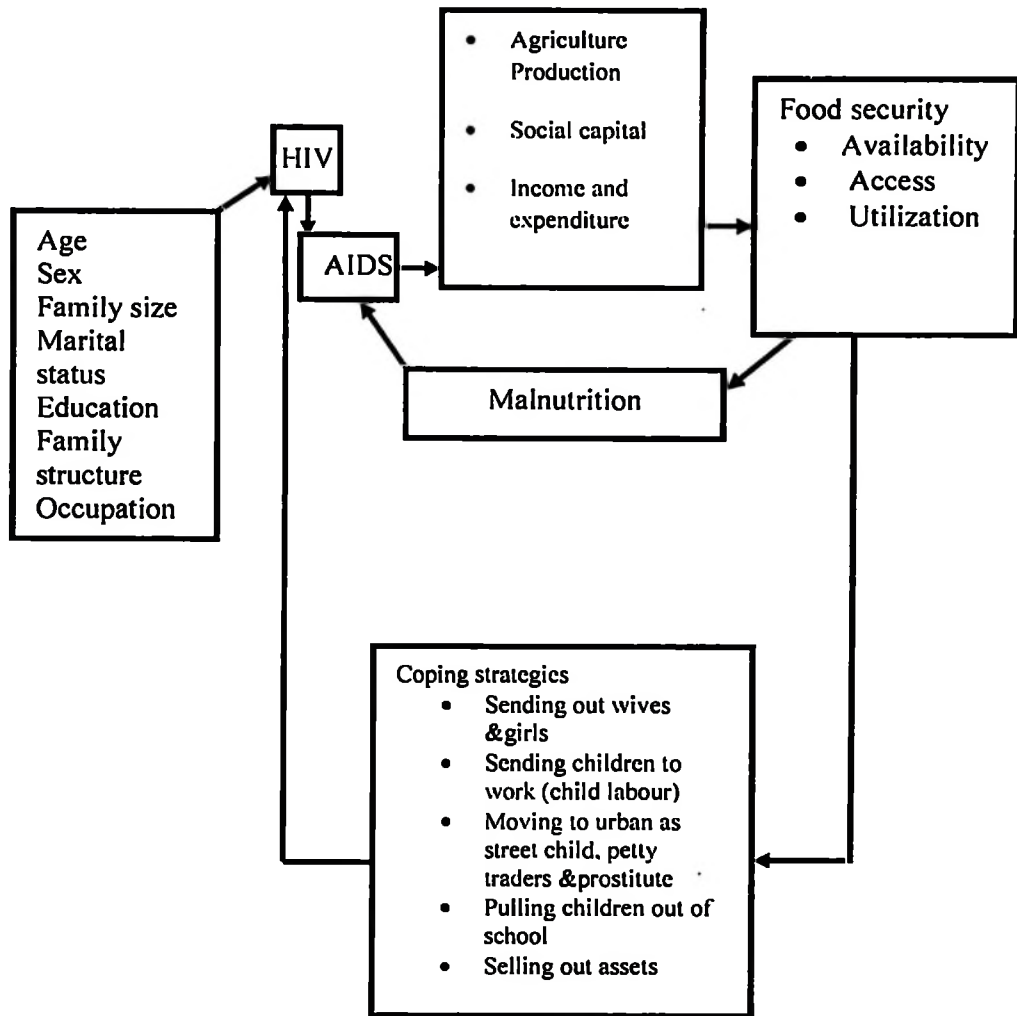 Age
Sex
Family size
Marital
status
Education
Family
structure
Occupation
HIV
AIDS
• Agriculture
Production
• Social capital
• Income and
expenditure
Food security
• Availability
• Access
• Utilization
Malnutrition
Coping strategies
• Sending out wives
&girls
• Sending children to
work (child labour)
• Moving to urban as
street child, petty
traders &prostitute
• Pulling children out of
school
• Selling out assets